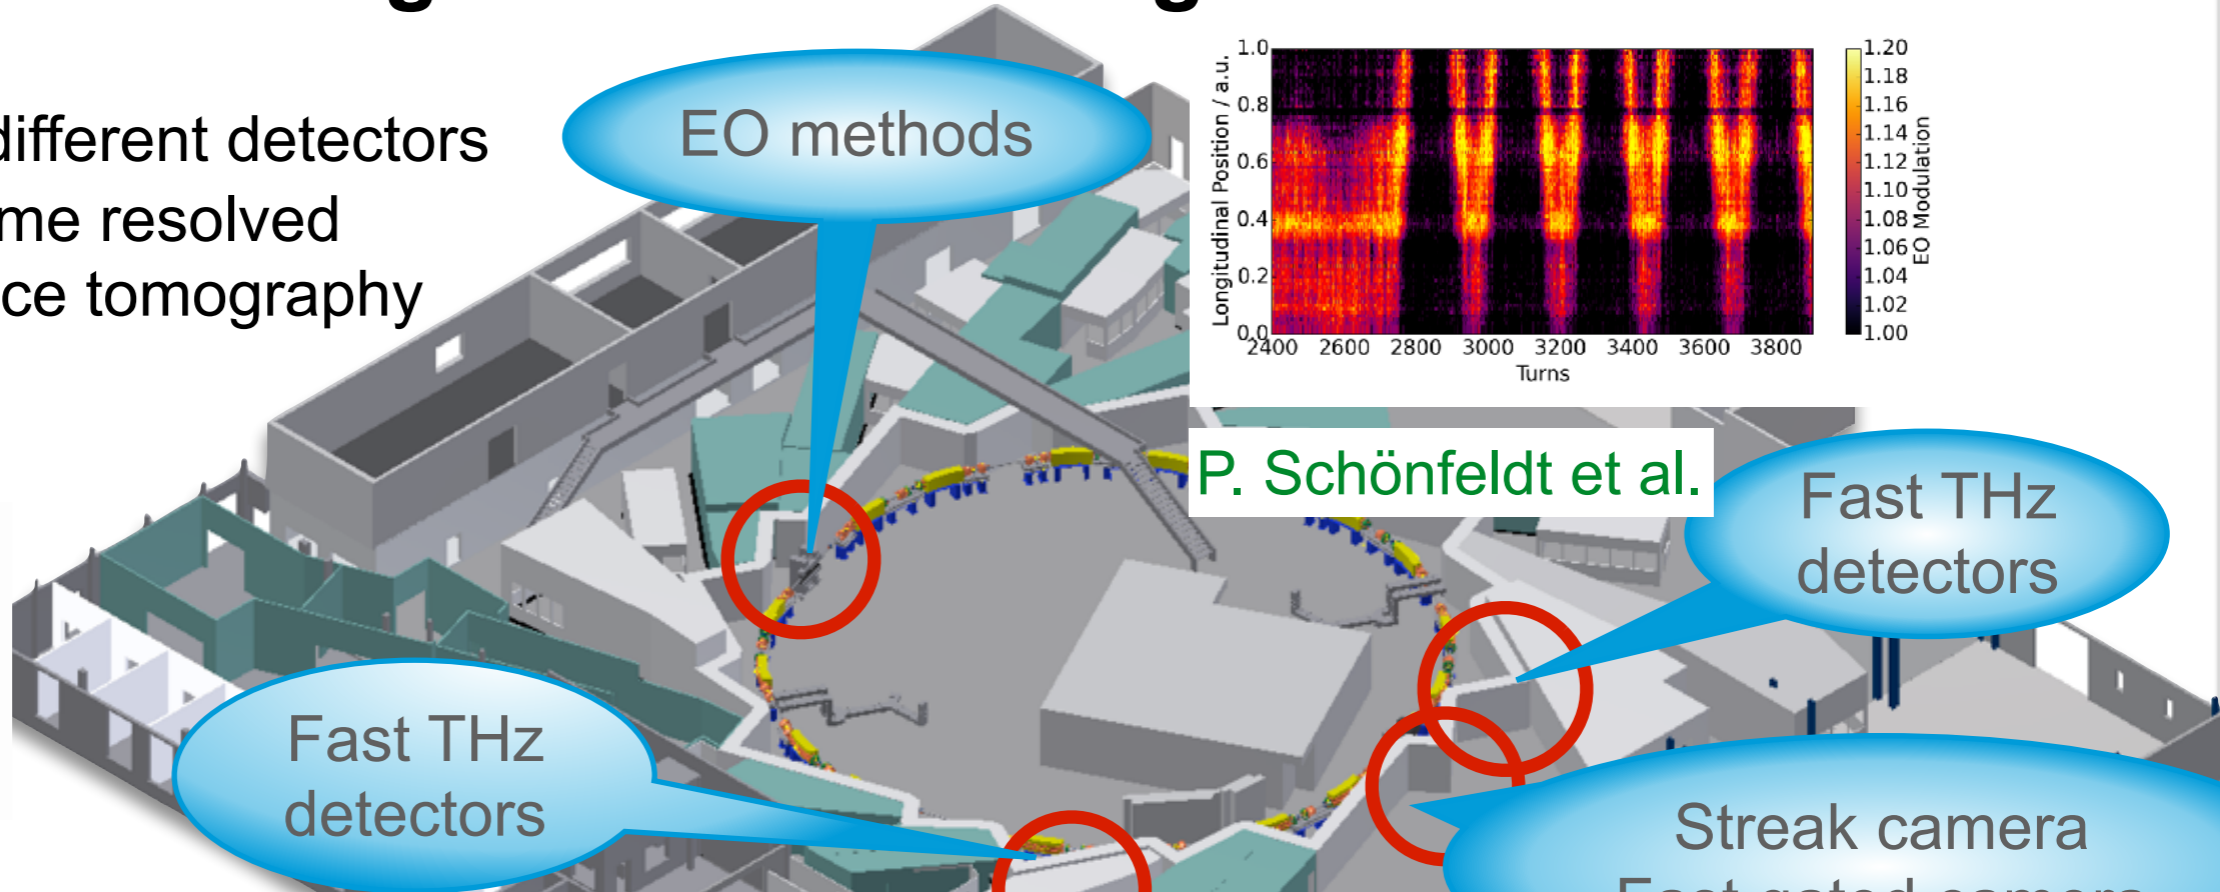 different detectors
resolved
tomography
EO methods
1.0
0.8
0.6
0.4
0.2
0.0
Longitudinal Position / a.u.
2400 2600 2800 3000 3200 3400 3600 3800
Turns
1.20
1.18
1.16
1.14
1.12
1.10
1.08
1.06
1.04
1.02
1.00
EO Modulation
P. Schönfeldt et al.
Fast THz
detectors
Fast THz
detectors
Streak camera
Fast gated camera